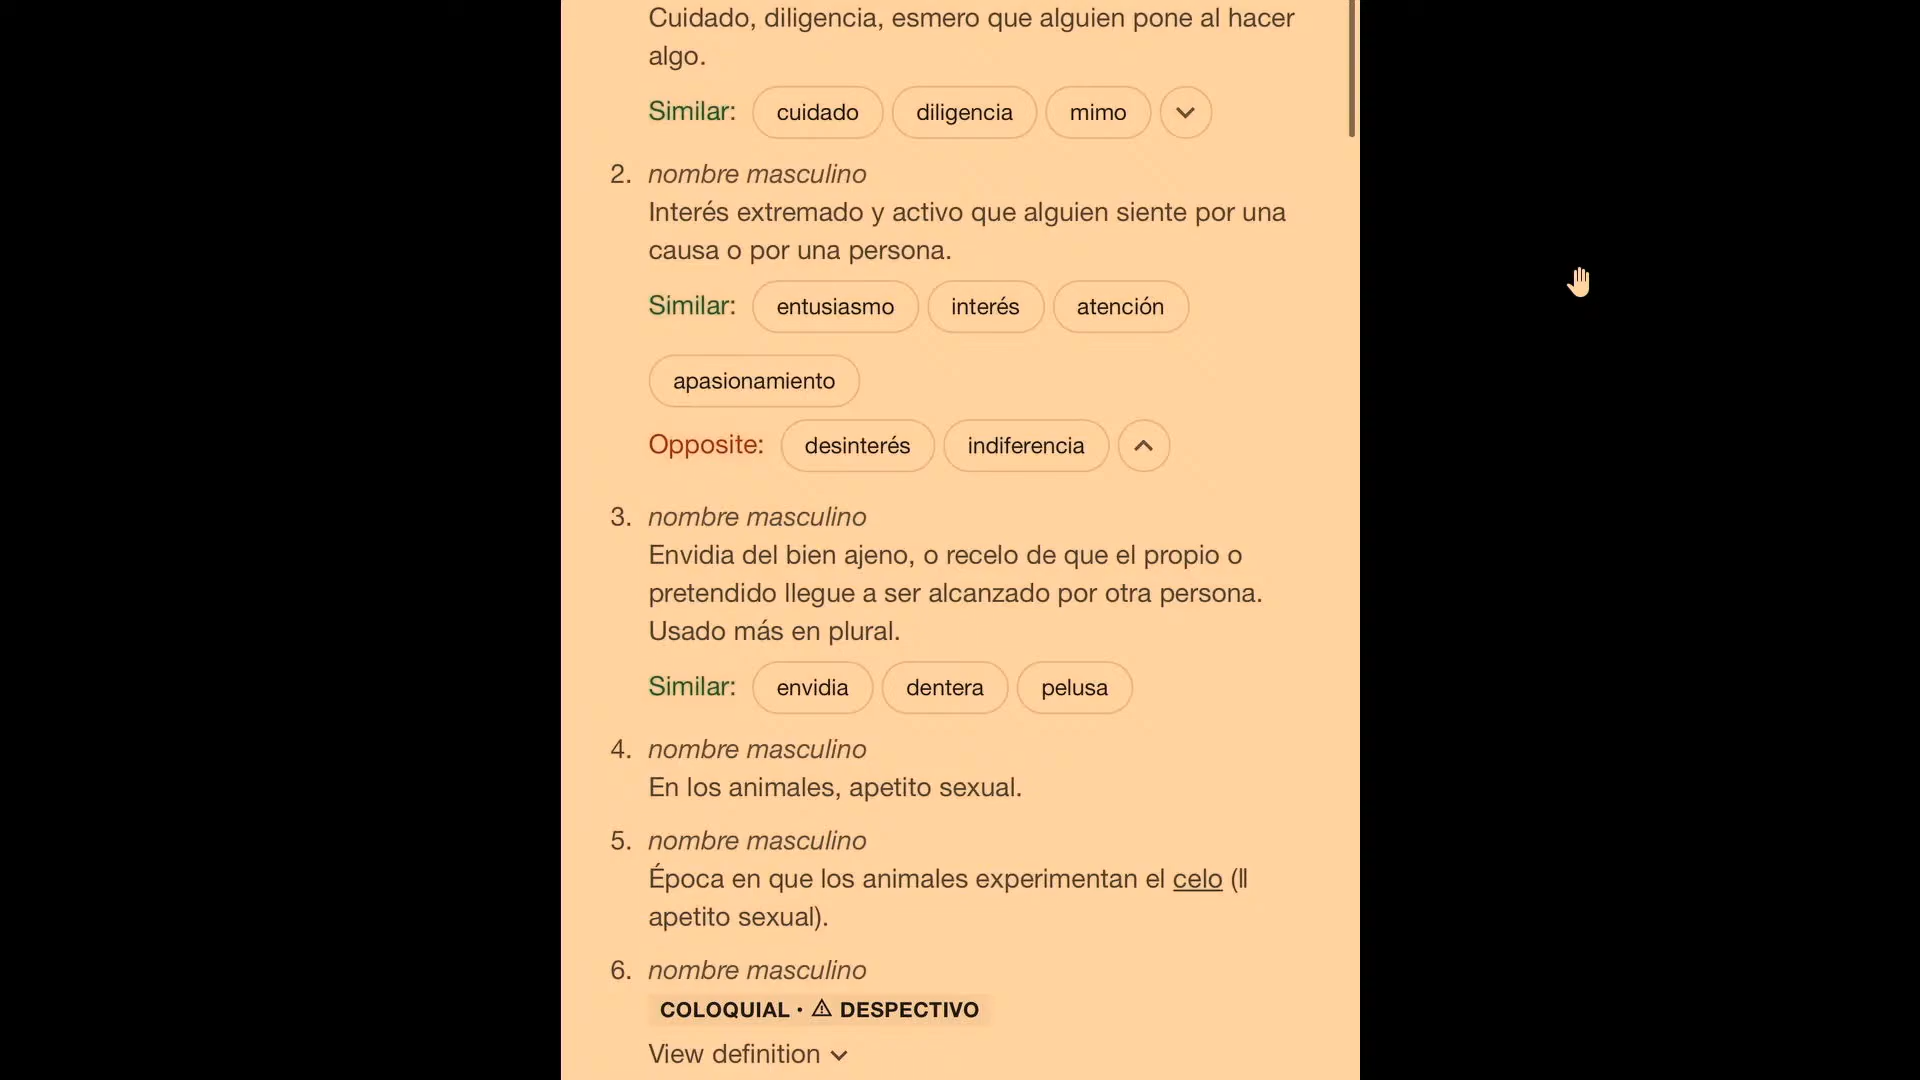 Cuidado, diligencia, esmero que alguien pone al hacer
algo.
Similar: cuidado diligencia mimo
2. nombre masculino
Interés extremado y activo que alguien siente por una
causa o por una persona.
Similar: entusiasmo interés atención
apasionamiento
Opposite: desinterés indiferencia
3. nombre masculino
Envidia del bien ajeno, o recelo de que el propio o
pretendido llegue a ser alcanzado por otra persona.
Usado más en plural.
Similar: envidia dentera pelusa
4. nombre masculino
En los animales, apetito sexual.
5. nombre masculino
Época en que los animales experimentan el celo (‖
apetito sexual).
6. nombre masculino
COLOQUIAL • ⚠ DESPECTIVO
View definition